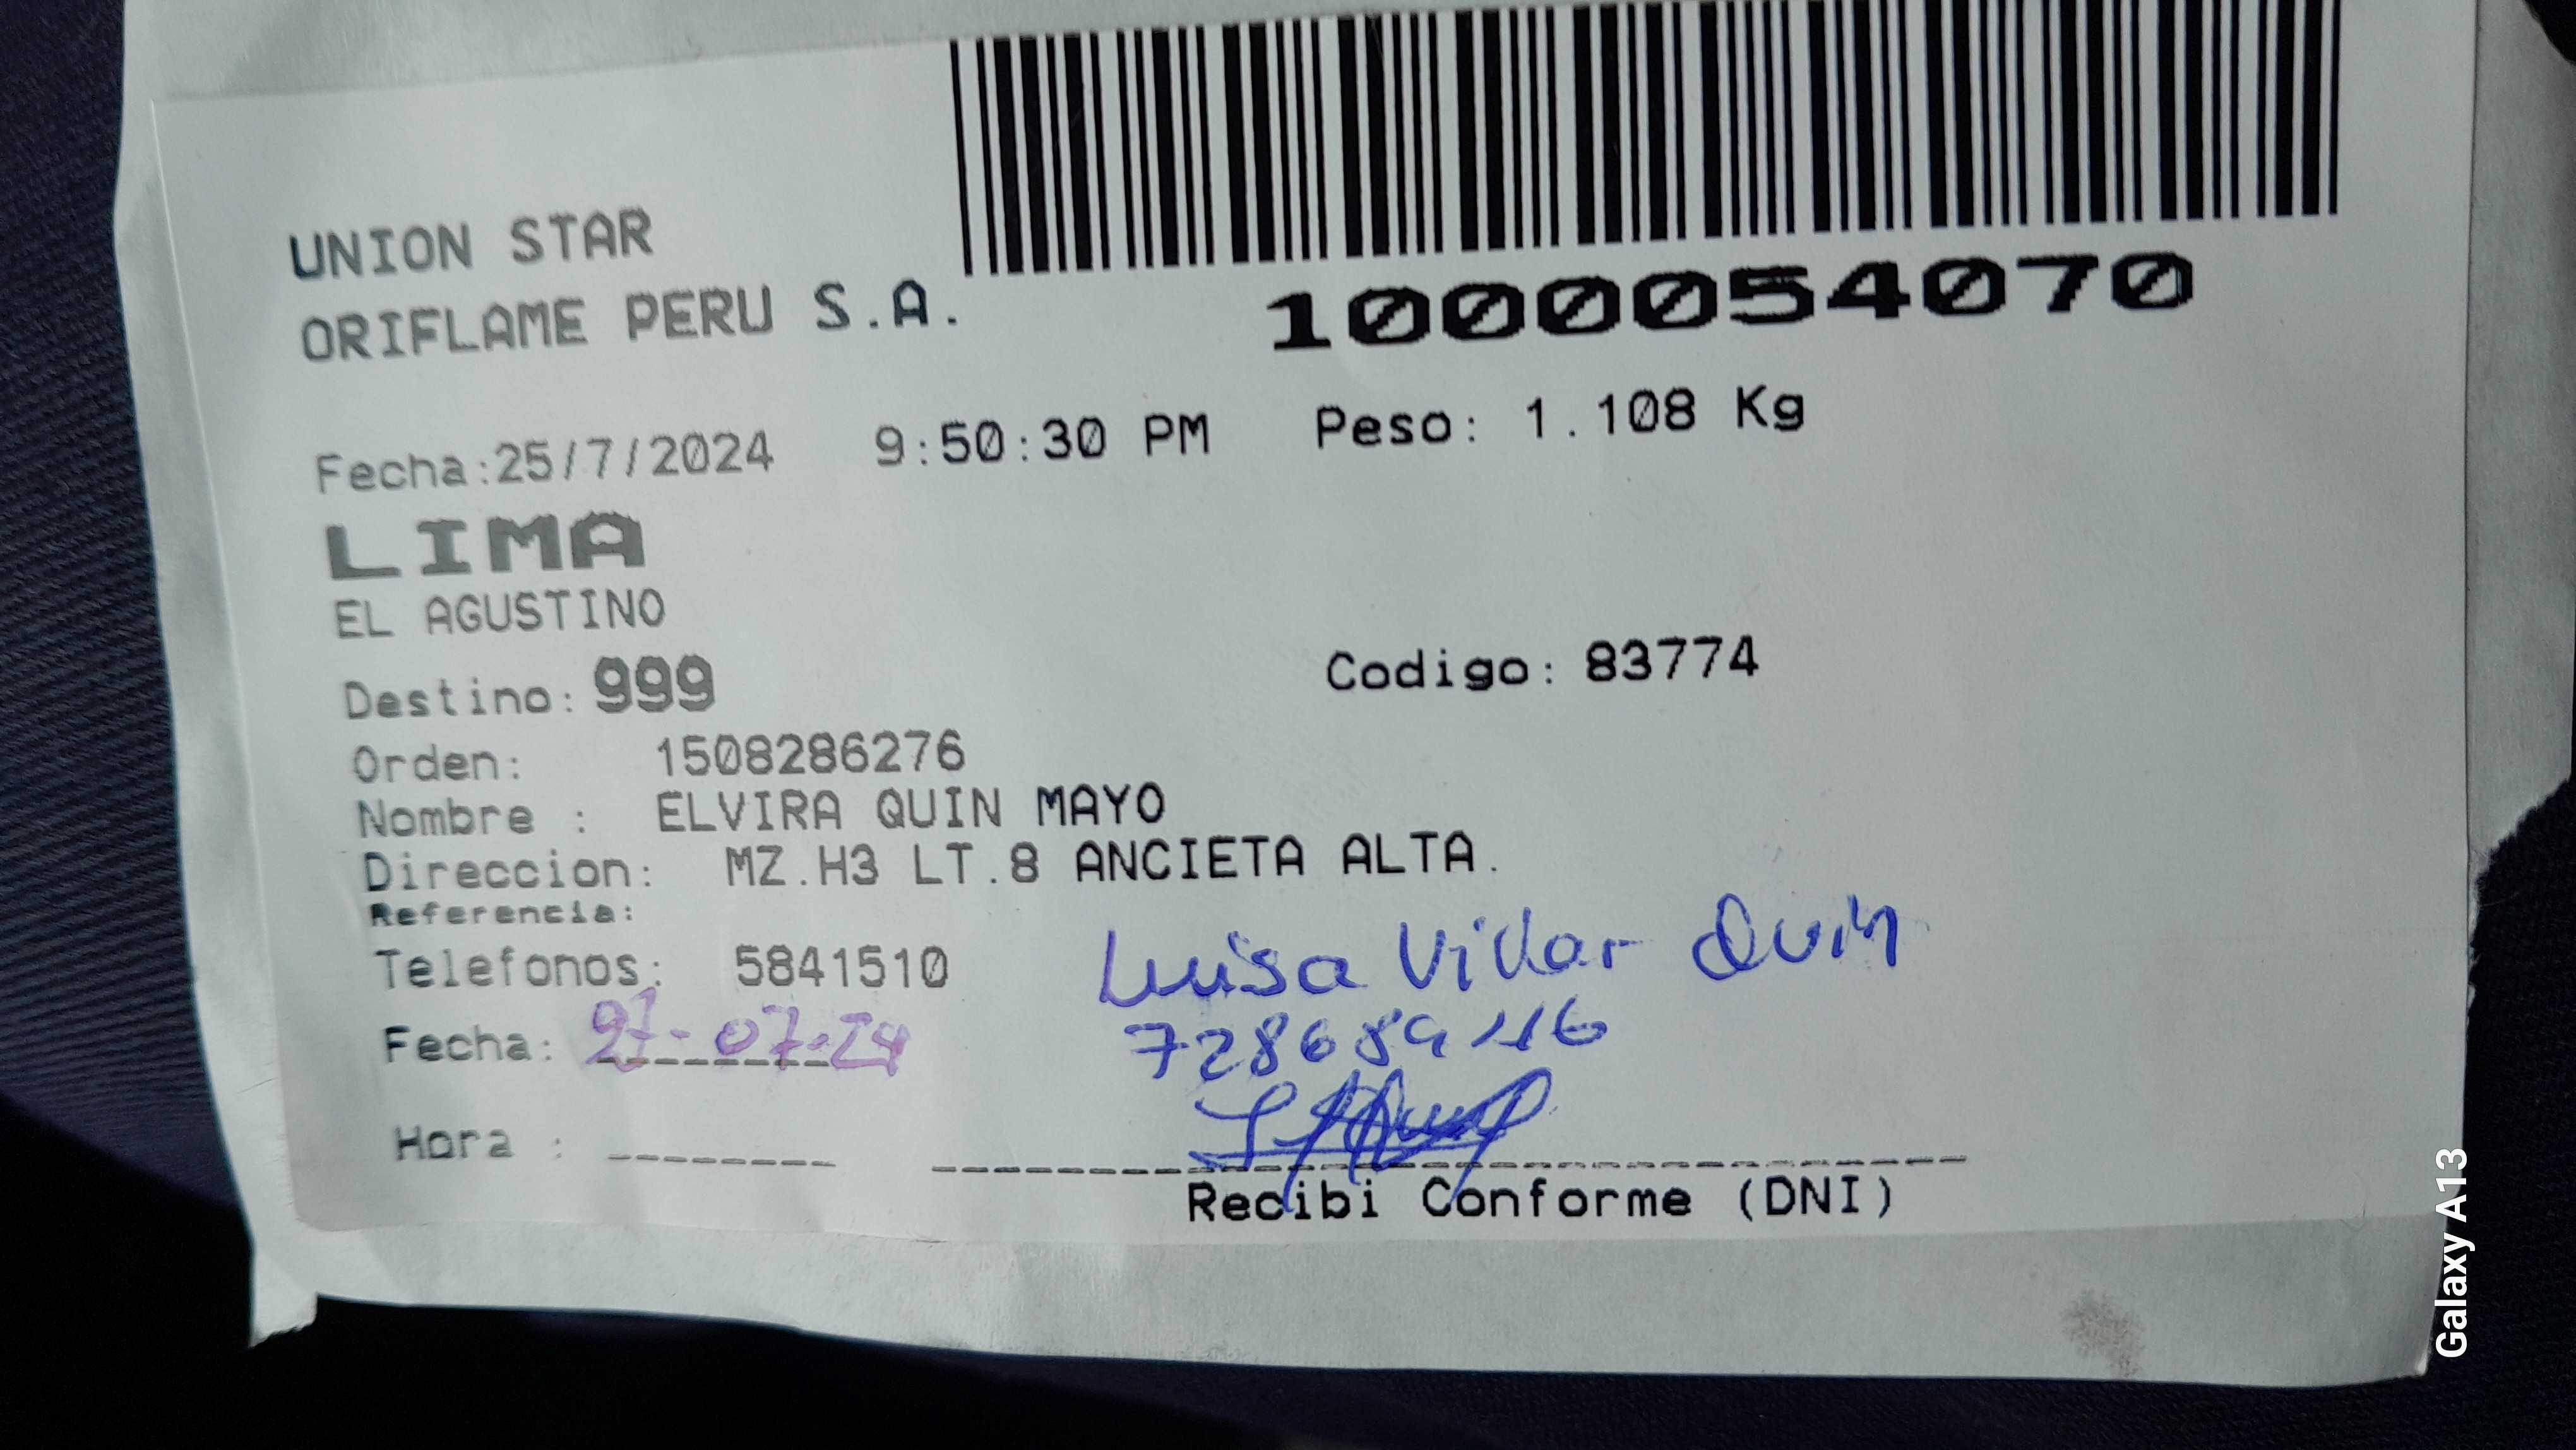 UNION STAR
ORIFLAME PERU S.A.
1000054070
Fecha:25/7/2024 9:50:30 PM Peso: 1.108 Kg
LIMA
EL AGUSTINO
Destino: 999 Codigo: 83774
Orden: 1508286276
Nombre : ELVIRA QUIN MAYO
Direccion: MZ.H3 LT.8 ANCIETA ALTA.
Referencia:
Telefonos: 5841510
Luisa Villar Quin
Fecha: 27-07-24
Hora :
Recibi Conforme (DNI)
Galaxy A13